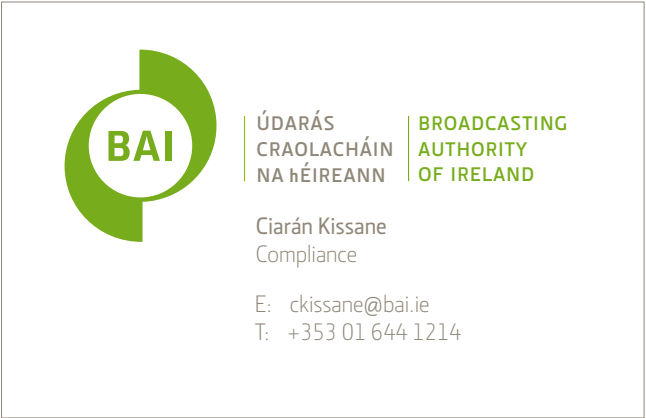 BAI
ÚDARÁS
CRAOLACHÁIN
NA hÉIREANN
BROADCASTING
AUTHORITY
OF IRELAND
Ciarán Kissane
Compliance
E: ckissane@bai.ie
T: +353 01 644 1214